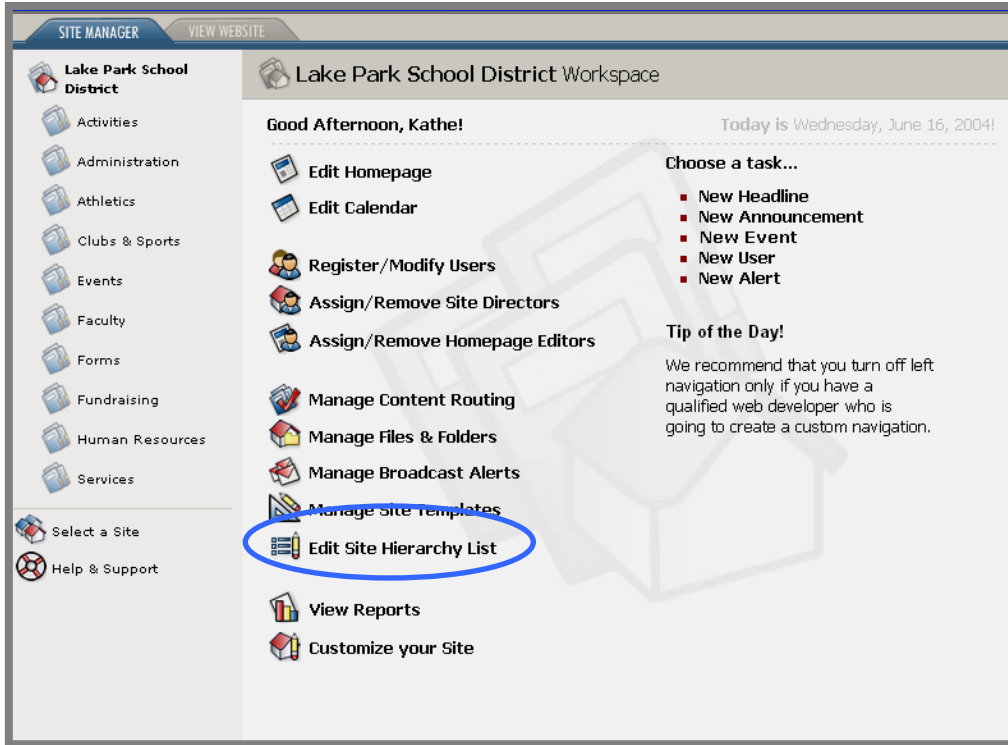 SITE MANAGER
VIEW WEBSITE
Lake Park School
District
Activities
Administration
Athletics
Clubs & Sports
Events
Faculty
Forms
Fundraising
Human Resources
Services
Select a Site
Help & Support
Lake Park School District Workspace
Good Afternoon, Kathe!
Today is Wednesday, June 16, 2004!
Edit Homepage
Edit Calendar
Register/Modify Users
Assign/Remove Site Directors
Assign/Remove Homepage Editors
Manage Content Routing
Manage Files & Folders
Manage Broadcast Alerts
Manage Site Templates
Edit Site Hierarchy List
View Reports
Customize your Site
Choose a task...
New Headline
New Announcement
New Event
New User
New Alert
Tip of the Day!
We recommend that you turn off left
navigation only if you have a
qualified web developer who is
going to create a custom navigation.